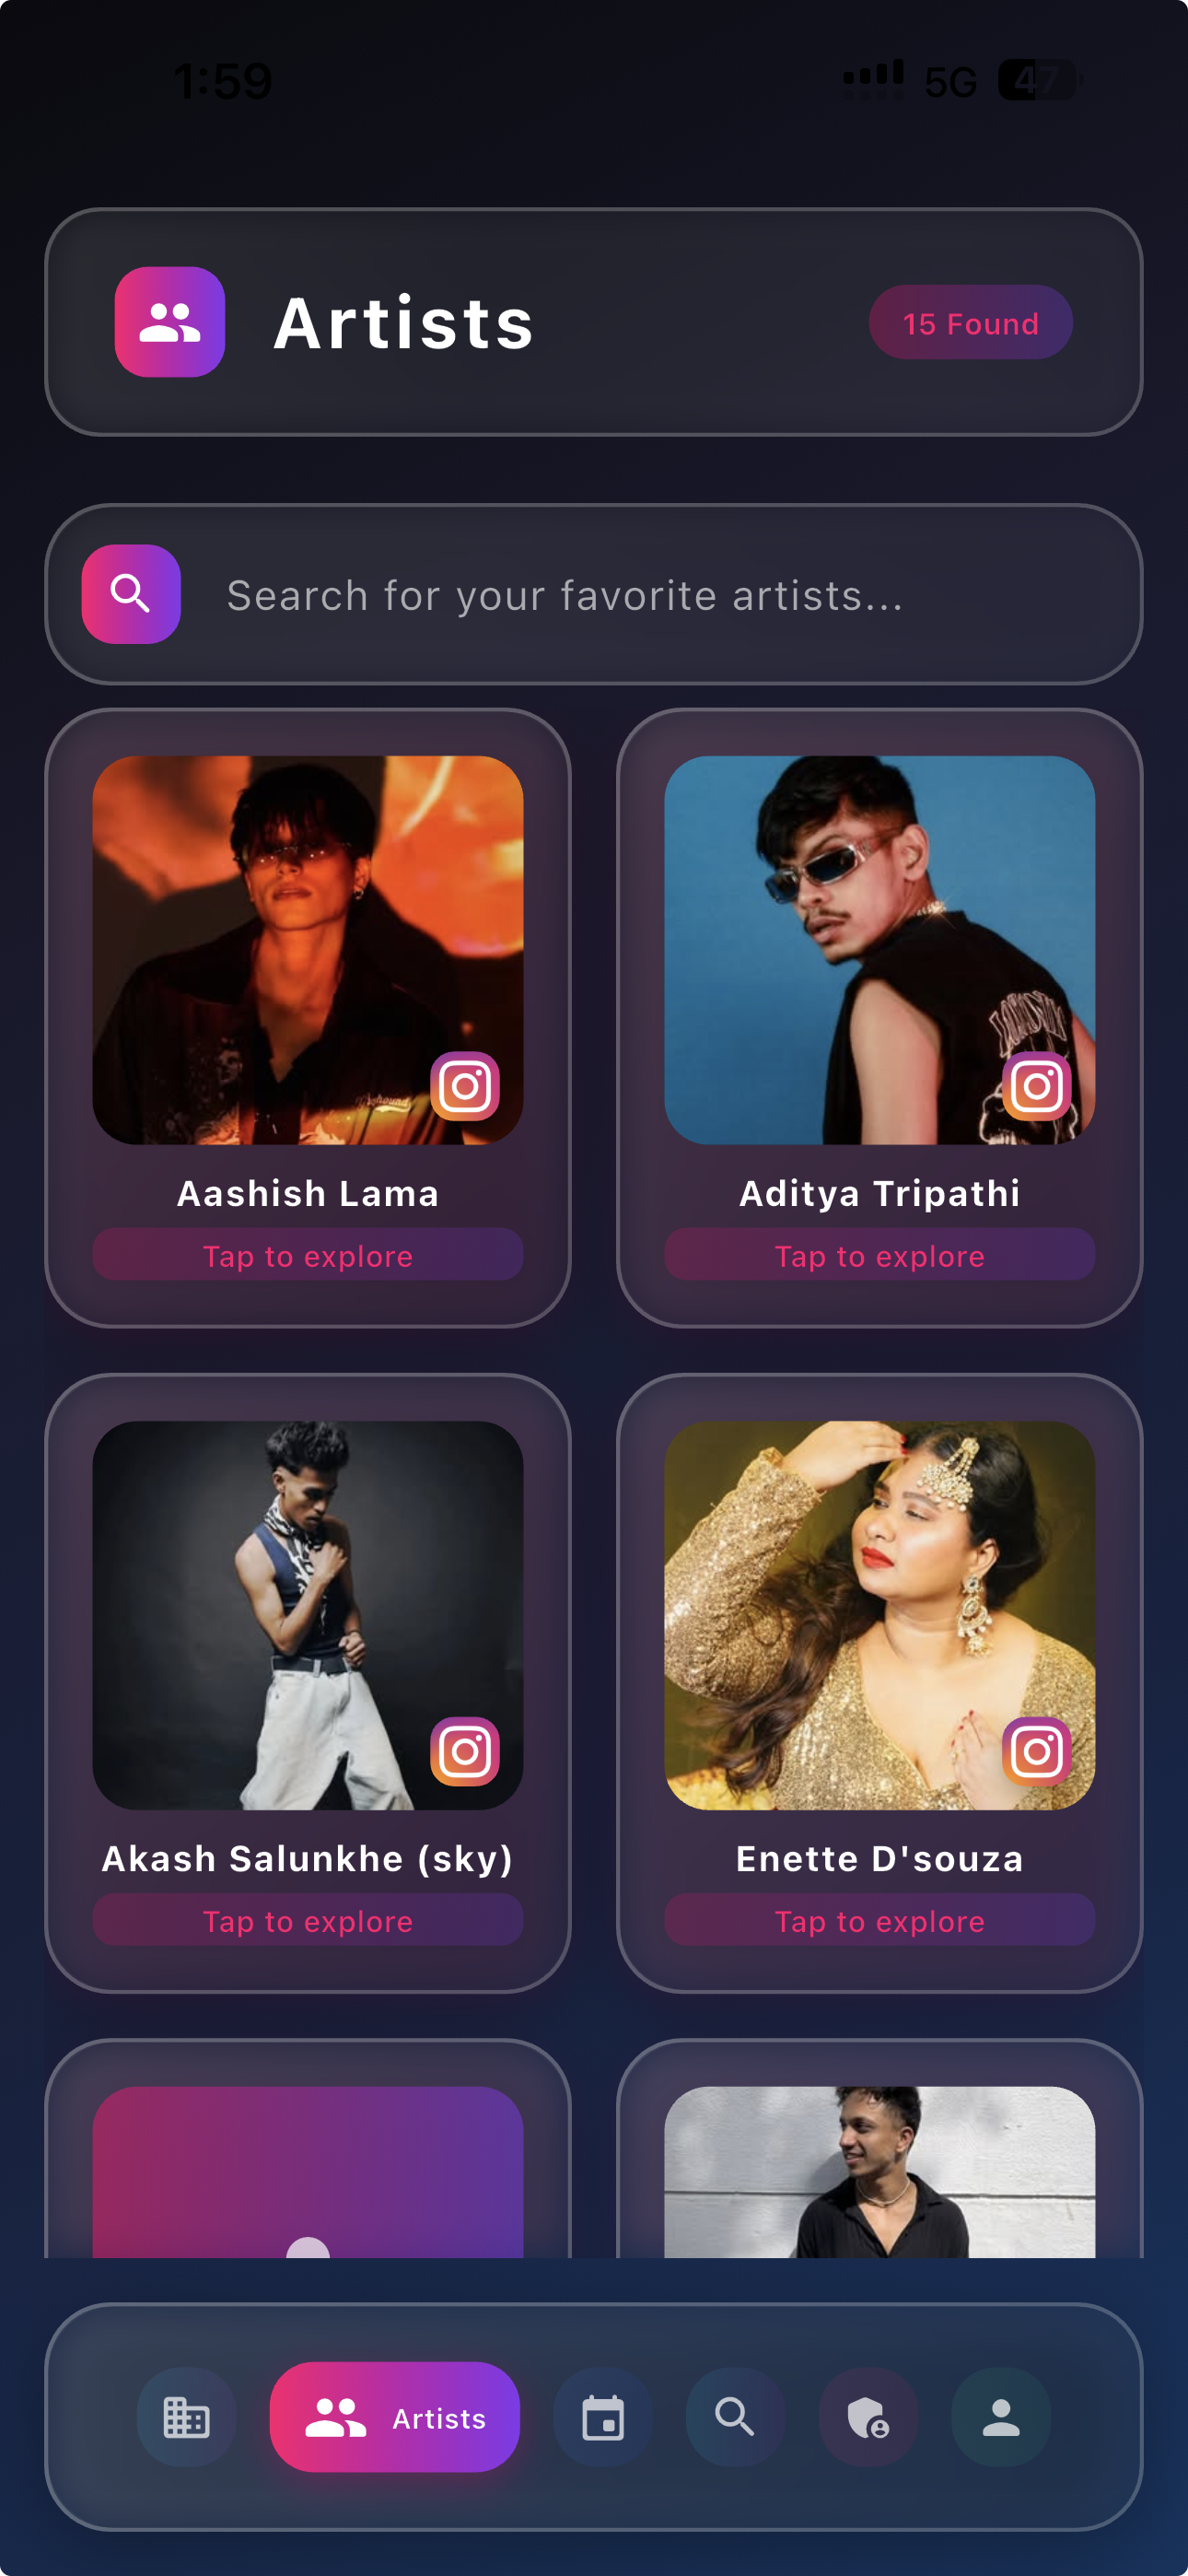 1:59 5G 47
Artists
15 Found
Search for your favorite artists...
Aashish Lama
Aditya Tripathi
Tap to explore
Tap to explore
Akash Salunkhe (sky)
Enette D'souza
Tap to explore
Tap to explore
Artists